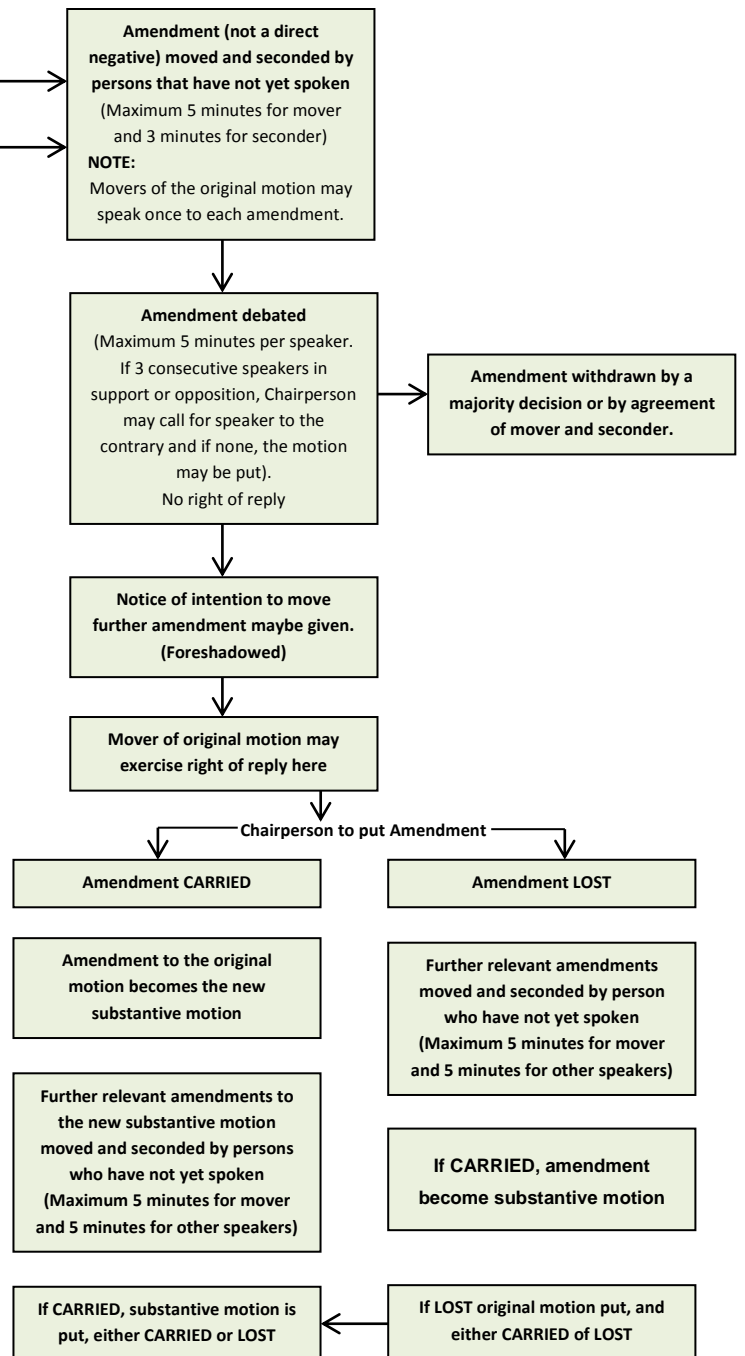 Amendment (not a direct
negative) moved and seconded by
persons that have not yet spoken
(Maximum 5 minutes for mover
and 3 minutes for seconder)
NOTE:
Movers of the original motion may
speak once to each amendment.
Amendment debated
(Maximum 5 minutes per speaker.
If 3 consecutive speakers in
support or opposition, Chairperson
may call for speaker to the
contrary and if none, the motion
may be put).
No right of reply
Amendment withdrawn by a
majority decision or by agreement
of mover and seconder.
Notice of intention to move
further amendment maybe given.
(Foreshadowed)
Mover of original motion may
exercise right of reply here
Chairperson to put Amendment
Amendment CARRIED
Amendment to the original
motion becomes the new
substantive motion
Further relevant amendments to
the new substantive motion
moved and seconded by persons
who have not yet spoken
(Maximum 5 minutes for mover
and 5 minutes for other speakers)
If CARRIED, substantive motion is
put, either CARRIED or LOST
Amendment LOST
Further relevant amendments
moved and seconded by person
who have not yet spoken
(Maximum 5 minutes for mover
and 5 minutes for other speakers)
If CARRIED, amendment
become substantive motion
If LOST original motion put, and
either CARRIED of LOST